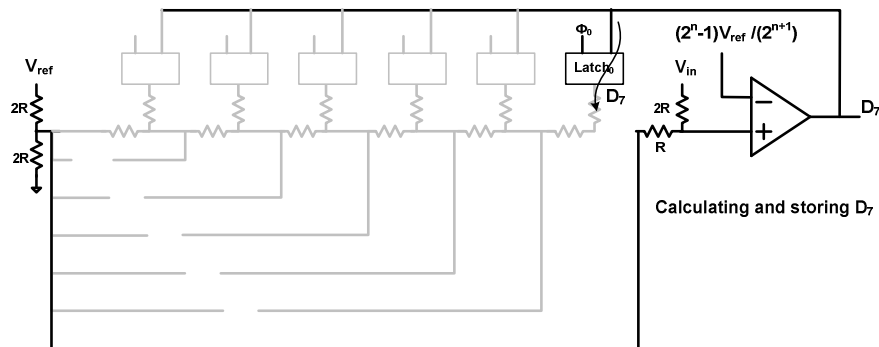 Φ₀
(2ⁿ-1)Vref /(2ⁿ⁺¹)
Vref
Latch₀
Vin
2R
D₇
2R
D₇
2R
R
Calculating and storing D₇